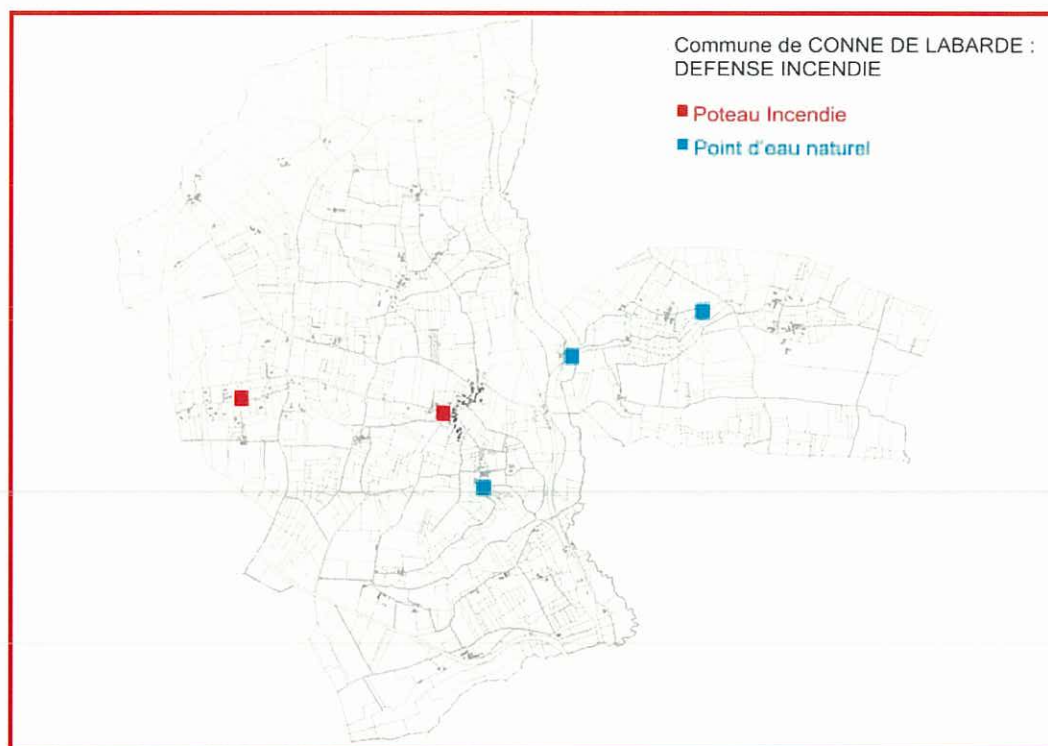 Commune de CONNE DE LABARDE :
DEFENSE INCENDIE
Poteau Incendie
Point d'eau naturel